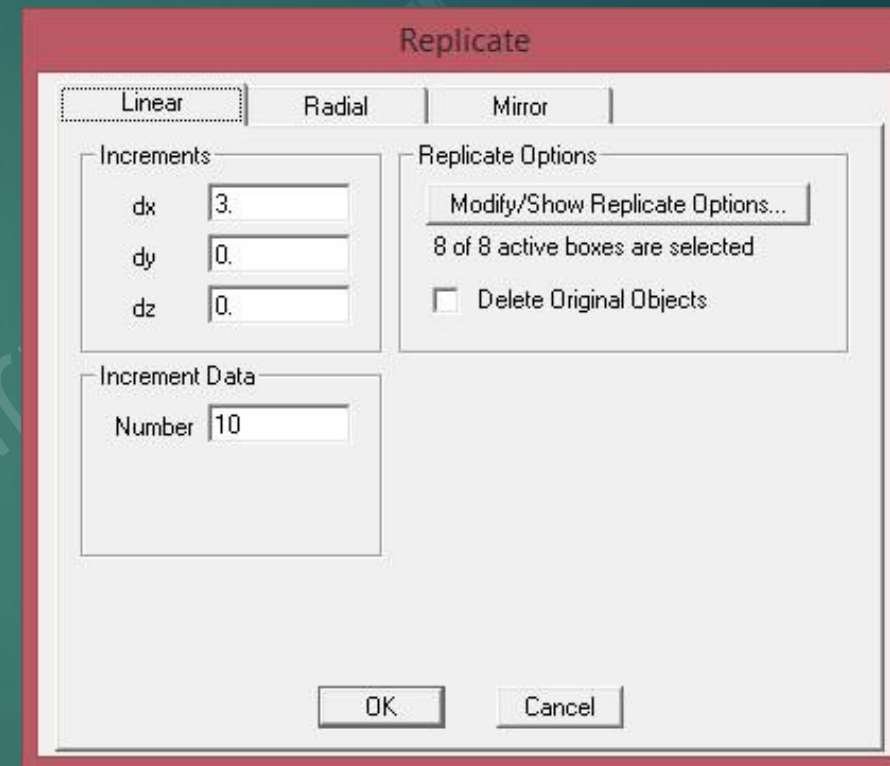 Replicate
Linear
Radial
Mirror
Increments
dx 3.
dy 0.
dz 0.
Replicate Options
Modify/Show Replicate Options...
8 of 8 active boxes are selected
Delete Original Objects
Increment Data
Number 10
OK
Cancel